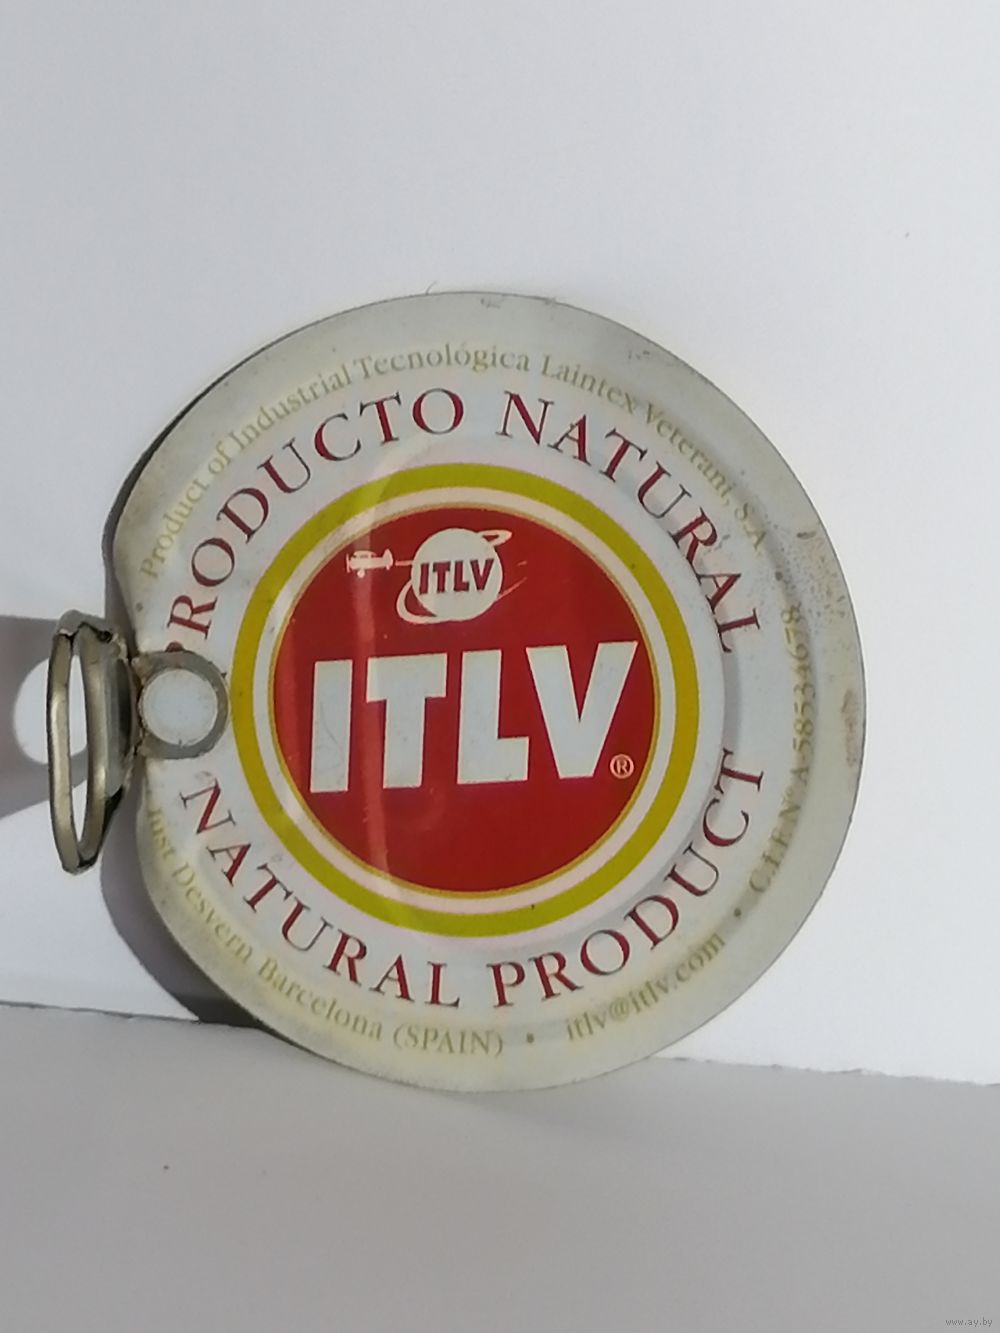 Product of Industrial Tecnológica Laintex Veterani, S.A. • C.I.F. Nº A-58534678
PRODUCTO NATURAL
ITLV
ITLV®
NATURAL PRODUCT
Just Desvern Barcelona (SPAIN) • itlv@itlv.com •
www.ay.by